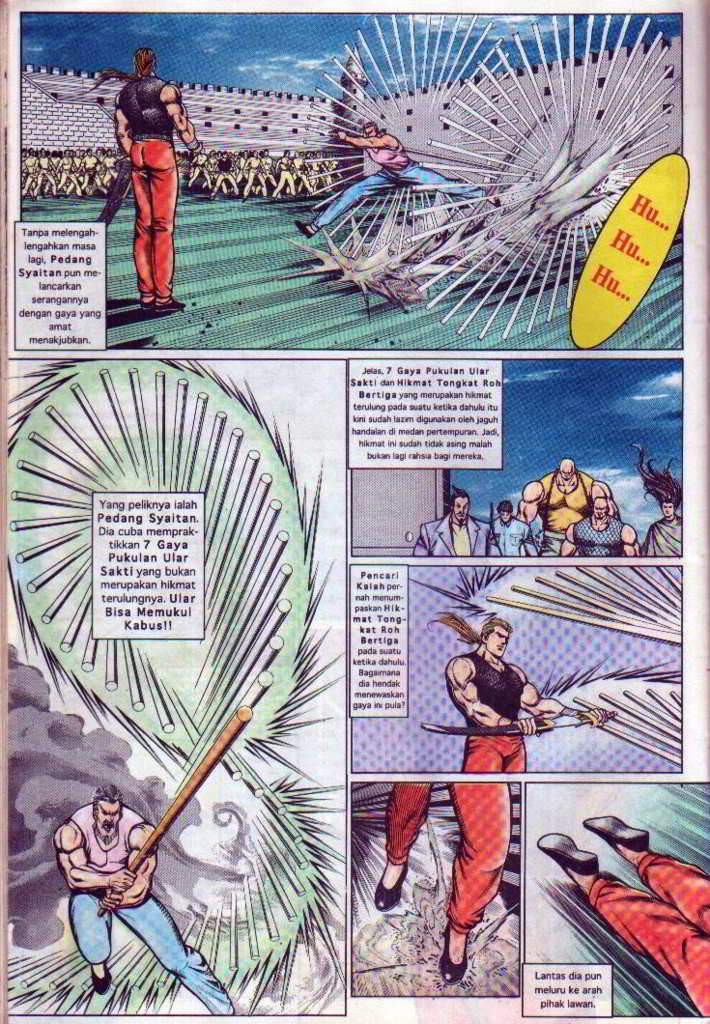 Tanpa melengah-
lengahkan masa
lagi, Pedang
Syaitan pun me-
lancarkan
serangannya
dengan gaya yang
amat
menakjubkan.
Hu...
Hu...
Hu...
Yang peliknya ialah
Pedang Syaitan.
Dia cuba memprak-
tikkan 7 Gaya
Pukulan Ular
Sakti yang bukan
merupakan hikmat
terulungnya. Ular
Bisa Memukul
Kabus!!
Jelas, 7 Gaya Pukulan Ular
Sakti dan Hikmat Tongkat Roh
Bertiga yang merupakan hikmat
terulung pada suatu ketika dahulu itu
kini sudah lazim digunakan oleh jaguh
handalan di medan pertempuran. Jadi,
hikmat ini sudah tidak asing malah
bukan lagi rahsia bagi mereka.
Pencari
Kalah per-
nah menum-
paskan Hik-
mat Tong-
kat Roh
Bertiga
pada suatu
ketika dahulu.
Bagaimana
dia hendak
menewaskan
gaya ini pula?
Lantas dia pun
meluru ke arah
pihak lawan.